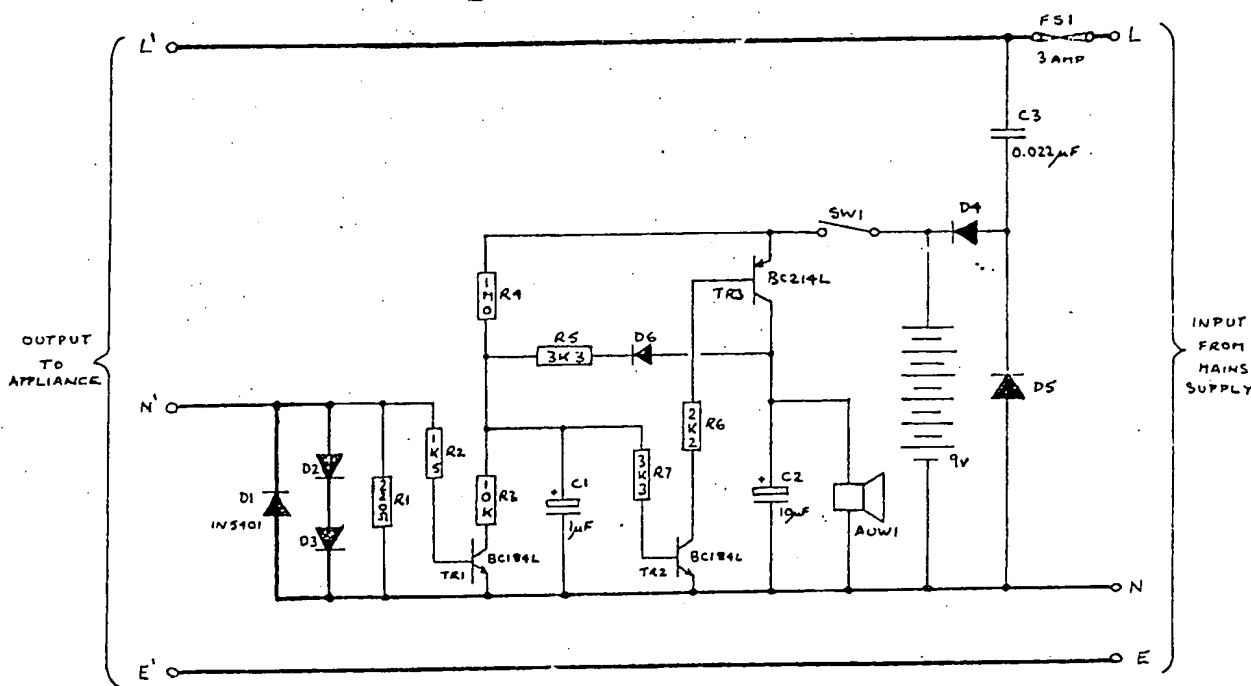 FS1
L'
L
3 AMP
C3
0.022µF
SW1
D4
1M0
R4
TR3
BC214L
OUTPUT
TO
APPLIANCE
R5
3K3
D6
INPUT
FROM
MAINS
SUPPLY
D5
N'
1K5
R2
2K2
R6
D2
R1
3K3
R7
9v
D1
1N5401
10K
R3
+
C1
1µF
+
C2
10µF
D3
AUW1
TR1
BC184L
TR2
BC184L
N
E'
E